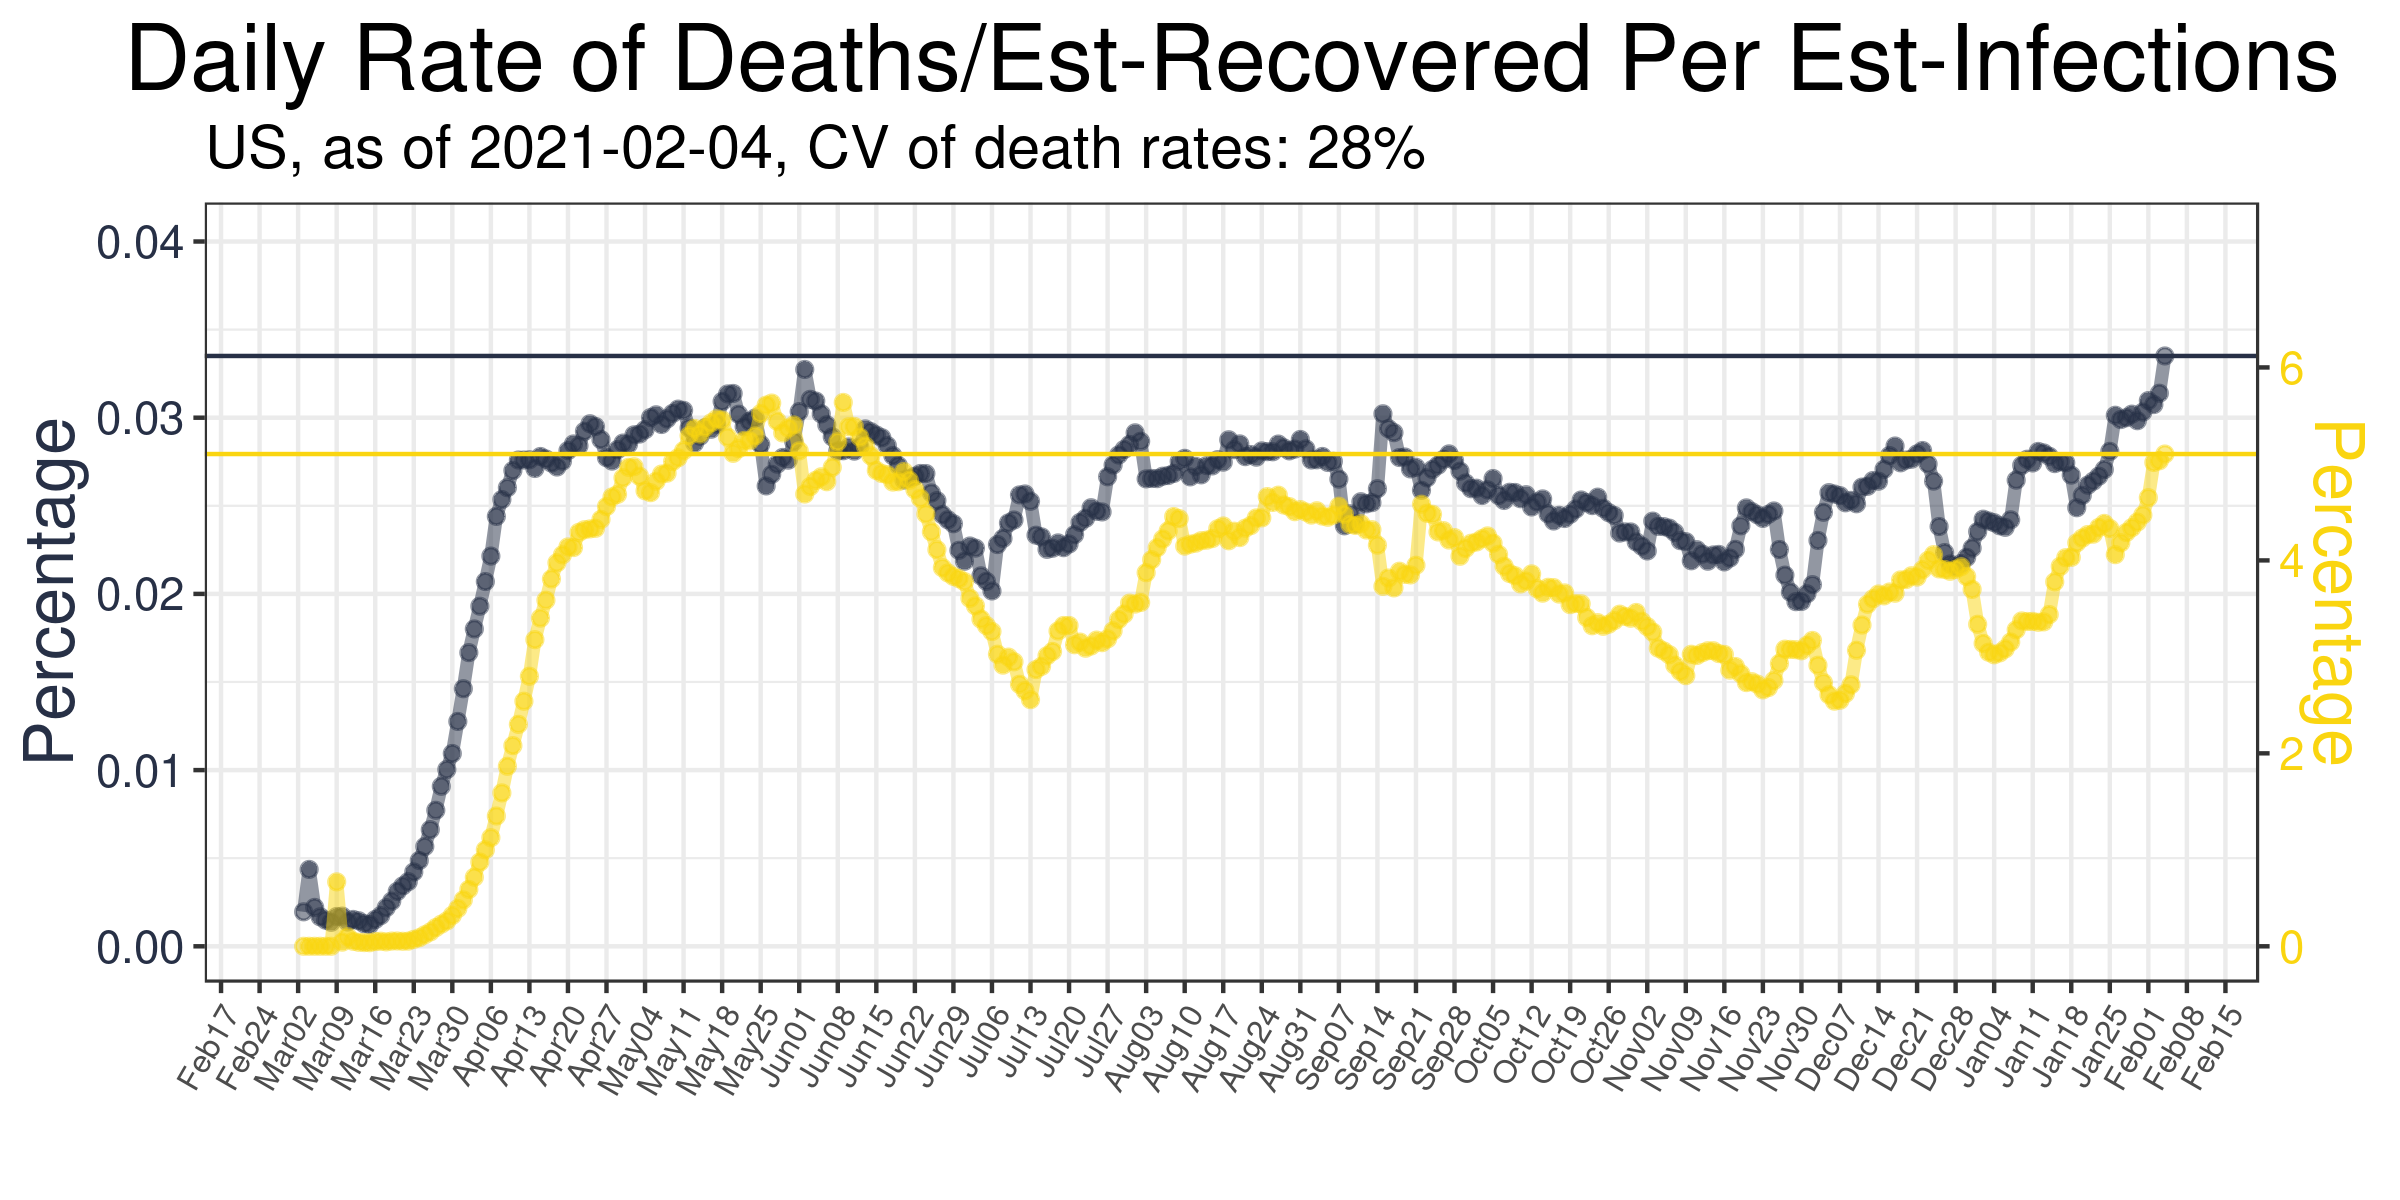 Daily Rate of Deaths/Est-Recovered Per Est-Infections
US, as of 2021-02-04, CV of death rates: 28%
Percentage
0.04
0.03
0.02
0.01
0.00
6
4
2
0
Percentage
Feb17
Feb24
Mar02
Mar09
Mar16
Mar23
Mar30
Apr06
Apr13
Apr20
Apr27
May04
May11
May18
May25
Jun01
Jun08
Jun15
Jun22
Jun29
Jul06
Jul13
Jul20
Jul27
Aug03
Aug10
Aug17
Aug24
Aug31
Sep07
Sep14
Sep21
Sep28
Oct05
Oct12
Oct19
Oct26
Nov02
Nov09
Nov16
Nov23
Nov30
Dec07
Dec14
Dec21
Dec28
Jan04
Jan11
Jan18
Jan25
Feb01
Feb08
Feb15